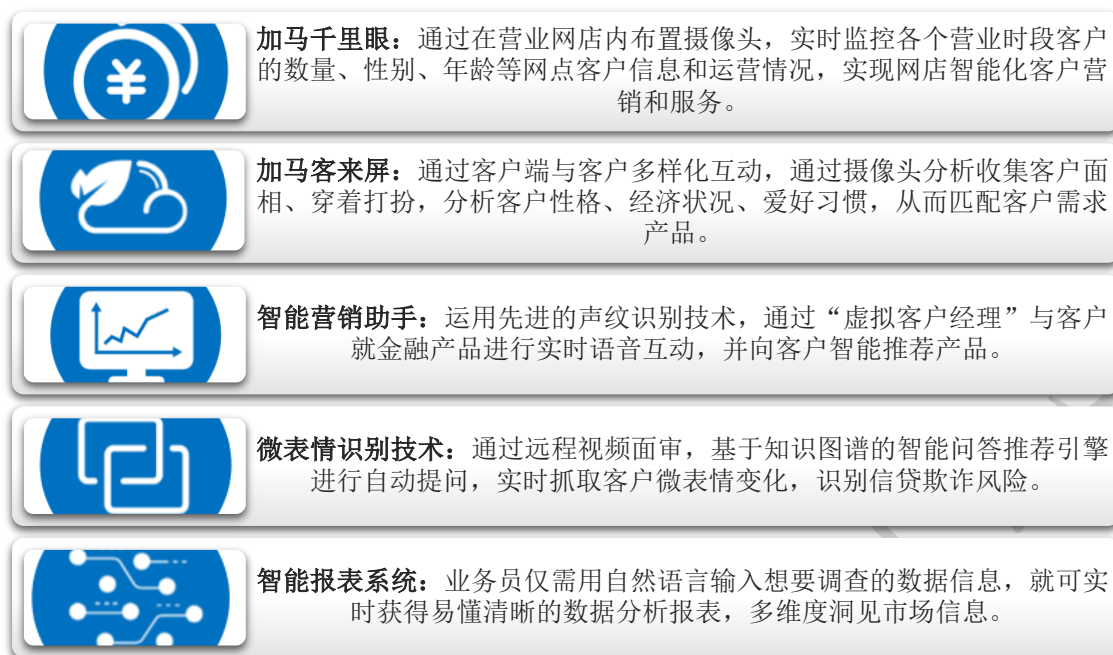 加马千里眼：通过在营业网店内布置摄像头，实时监控各个营业时段客户
的数量、性别、年龄等网点客户信息和运营情况，实现网店智能化客户营
销和服务。
加马客来屏：通过客户端与客户多样化互动，通过摄像头分析收集客户面
相、穿着打扮，分析客户性格、经济状况、爱好习惯，从而匹配客户需求
产品。
智能营销助手：运用先进的声纹识别技术，通过“虚拟客户经理”与客户
就金融产品进行实时语音互动，并向客户智能推荐产品。
微表情识别技术：通过远程视频面审，基于知识图谱的智能问答推荐引擎
进行自动提问，实时抓取客户微表情变化，识别信贷欺诈风险。
智能报表系统：业务员仅需用自然语言输入想要调查的数据信息，就可实
时获得易懂清晰的数据分析报表，多维度洞见市场信息。